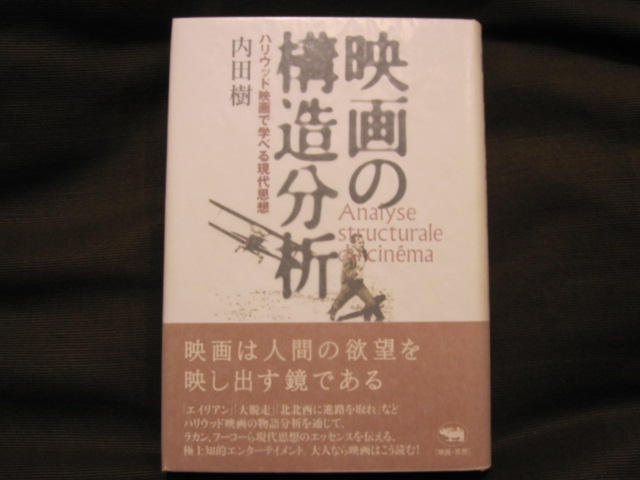 映画の
構造分析
ハリウッド映画で学べる現代思想
内田樹
Analyse
structurale
du cinéma
映画は人間の欲望を
映し出す鏡である
「エイリアン」「大脱走」「北北西に進路を取れ」など
ハリウッド映画の物語分析を通じて、
ラカン、フーコーら現代思想のエッセンスを伝える、
極上知的エンターテイメント。大人なら映画はこう読む!
[映画・思想]